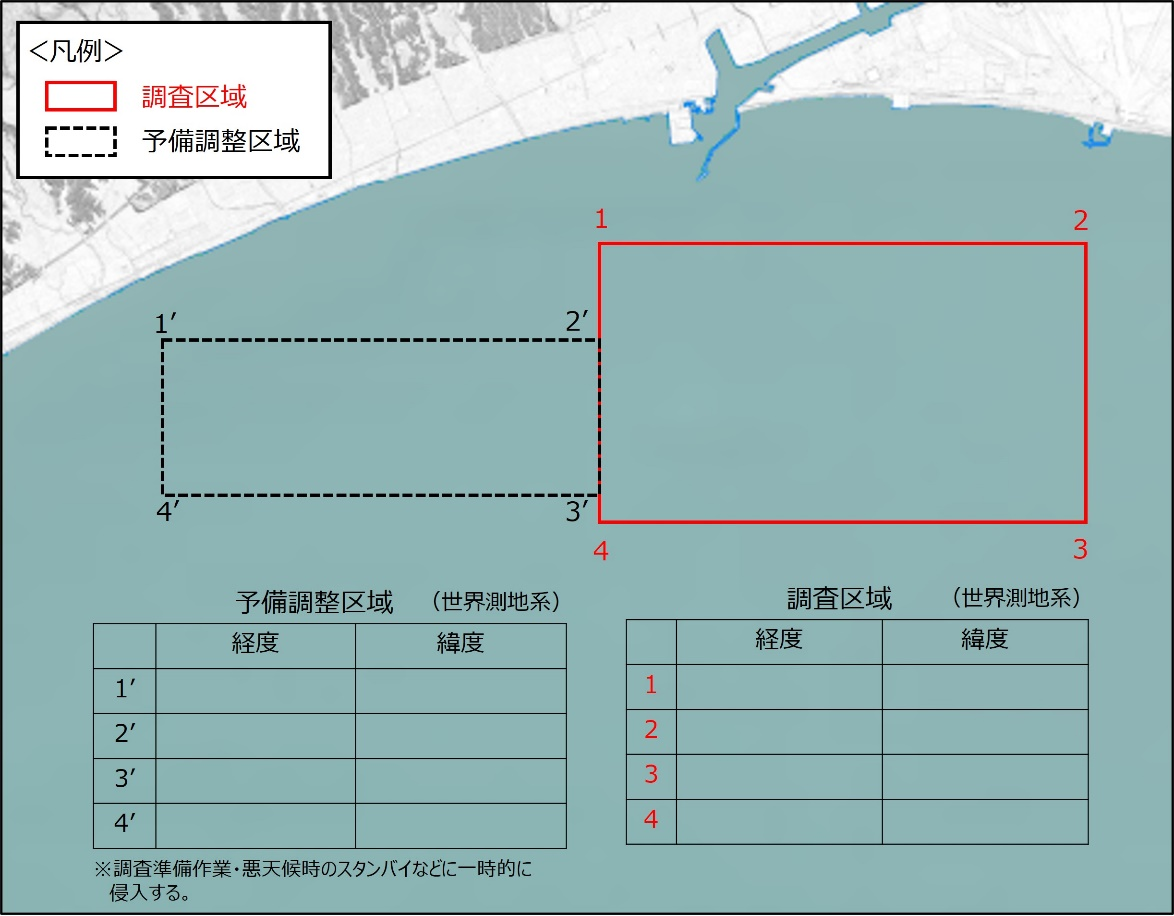 ＜凡例＞
調査区域
予備調整区域
1
2
1′
2′
4′
3′
4
3
予備調整区域　（世界測地系）
経度　緯度
1′
2′
3′
4′
※調査準備作業・悪天候時のスタンバイなどに一時的に
侵入する。
調査区域　（世界測地系）
経度　緯度
1
2
3
4